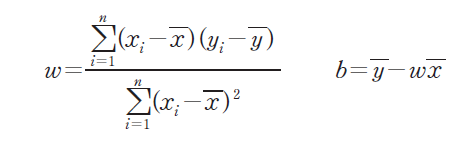 w = \frac{\sum_{i=1}^{n}(x_i - \overline{x})(y_i - \overline{y})}{\sum_{i=1}^{n}(x_i - \overline{x})^2}
b = \overline{y} - w\overline{x}